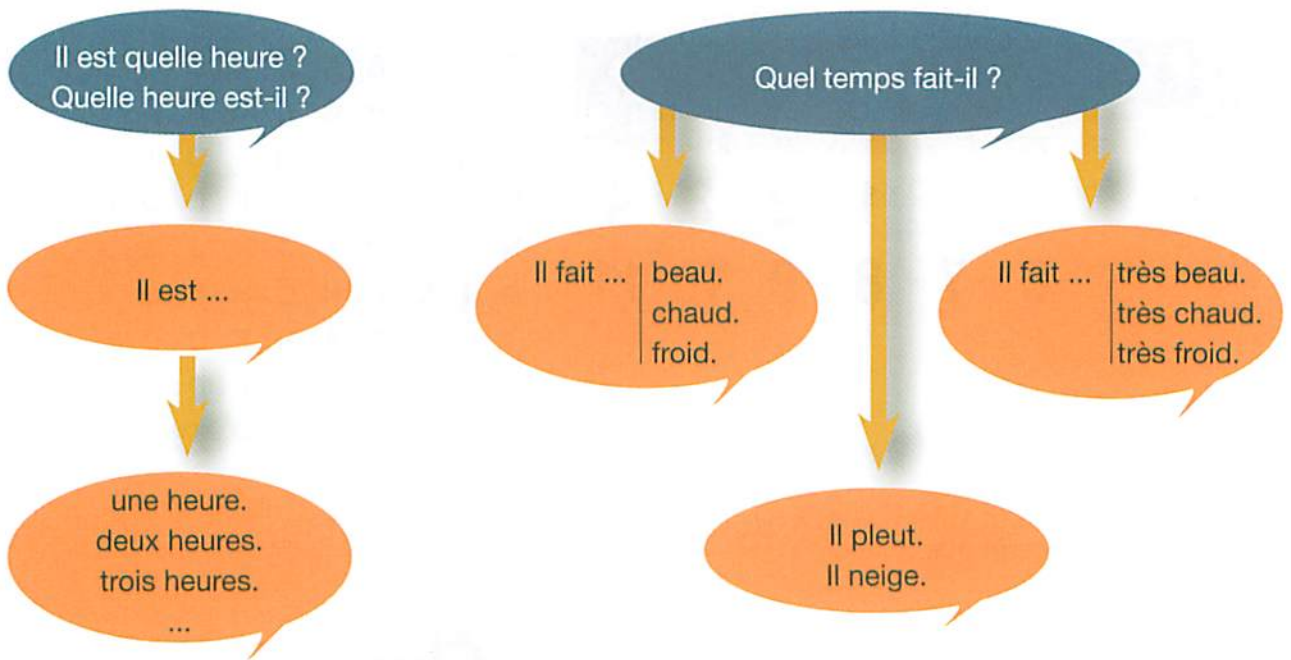 Il est quelle heure ?
Quelle heure est-il ?
Il est ...
une heure.
deux heures.
trois heures.
...
Quel temps fait-il ?
Il fait ... beau.
chaud.
froid.
Il fait ... très beau.
très chaud.
très froid.
Il pleut.
Il neige.